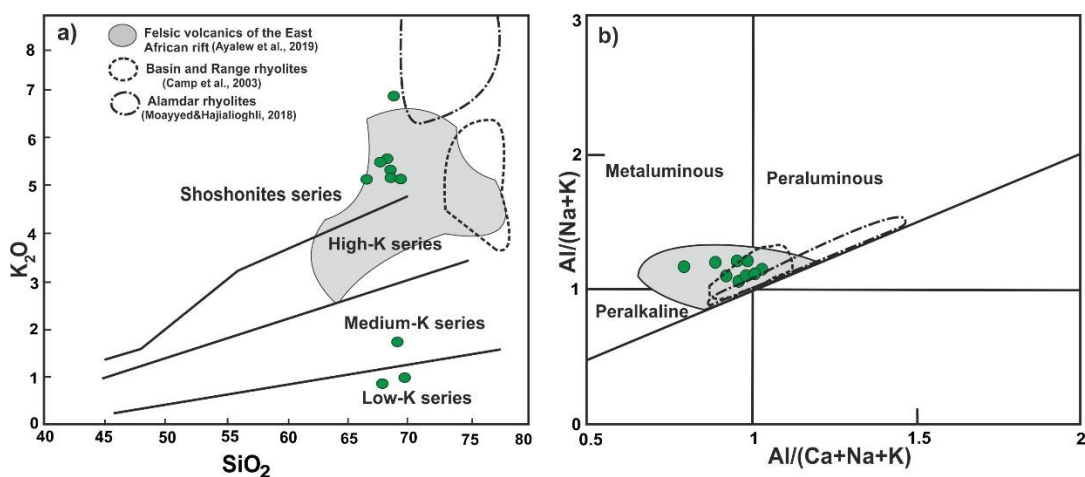 a)
Felsic volcanics of the East
African rift (Ayalew et al., 2019)
Basin and Range rhyolites
(Camp et al., 2003)
Alamdar rhyolites
(Moayyed&Hajialioghli, 2018)
Shoshonites series
High-K series
Medium-K series
Low-K series
K2O
8
7
6
5
4
3
2
1
0
40 45 50 55 60 65 70 75 80
SiO2
b)
Metaluminous
Peraluminous
Peralkaline
Al/(Na+K)
3
2
1
0
0.5 1 1.5 2
Al/(Ca+Na+K)